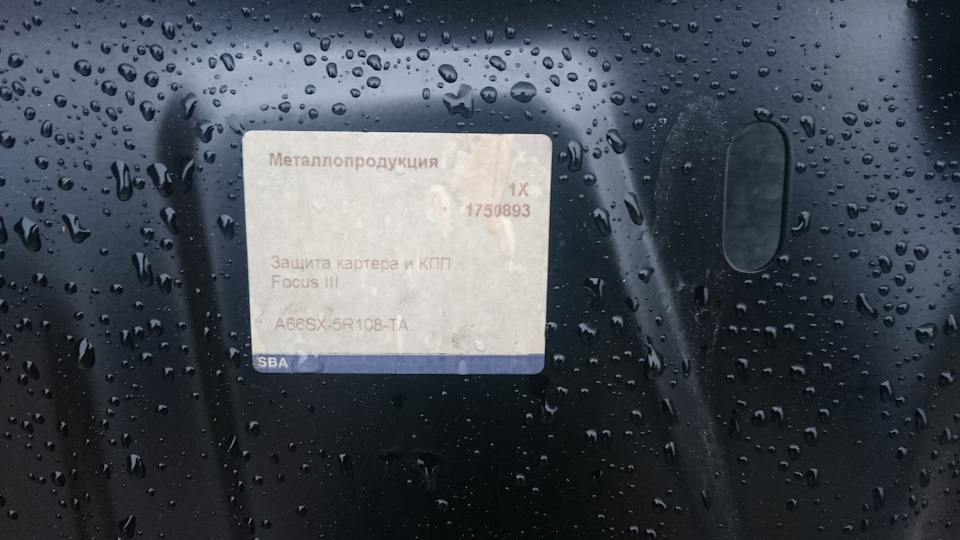 Металлопродукция
1X
1750893
Защита картера и КПП
Focus III
A66SX-5R108-TA
SBA